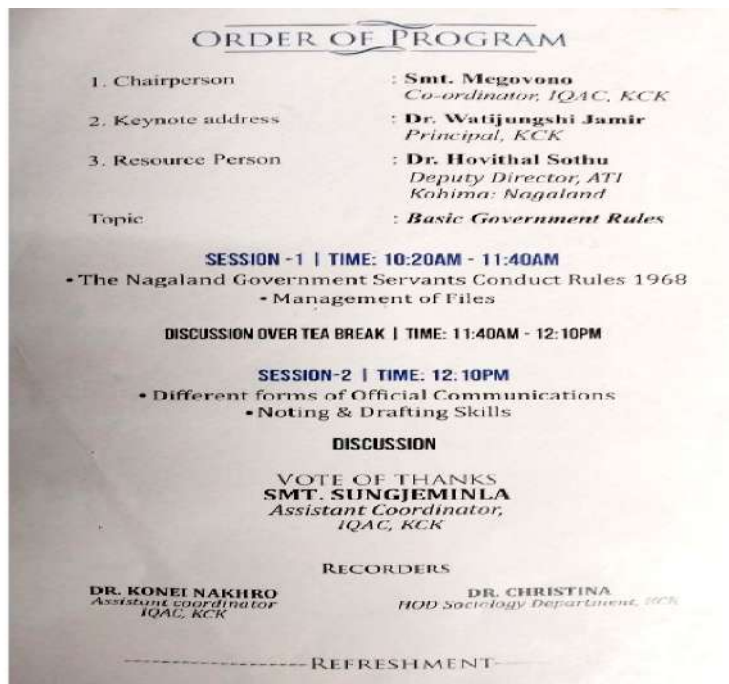 ORDER OF PROGRAM
1. Chairperson : Smt. Megovono
Co-ordinator, IQAC, KCK
2. Keynote address : Dr. Watijungshi Jamir
Principal, KCK
3. Resource Person : Dr. Hovithal Sothu
Deputy Director, ATI
Kohima: Nagaland
Topic : Basic Government Rules
SESSION -1 | TIME: 10:20AM - 11:40AM
• The Nagaland Government Servants Conduct Rules 1968
• Management of Files
DISCUSSION OVER TEA BREAK | TIME: 11:40AM - 12:10PM
SESSION-2 | TIME: 12:10PM
• Different forms of Official Communications
• Noting & Drafting Skills
DISCUSSION
VOTE OF THANKS
SMT. SUNGJEMINLA
Assistant Coordinator,
IQAC, KCK
RECORDERS
DR. KONEI NAKHRO DR. CHRISTINA
Assistant coordinator HOD Sociology Department, KCK
IQAC, KCK
REFRESHMENT